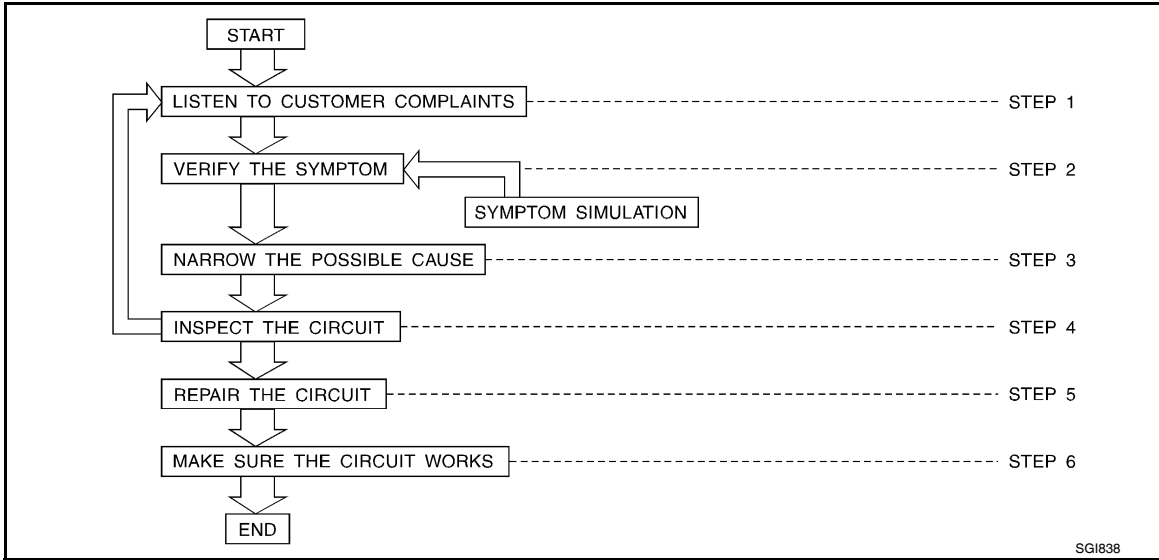 START
LISTEN TO CUSTOMER COMPLAINTS STEP 1
VERIFY THE SYMPTOM STEP 2
SYMPTOM SIMULATION
NARROW THE POSSIBLE CAUSE STEP 3
INSPECT THE CIRCUIT STEP 4
REPAIR THE CIRCUIT STEP 5
MAKE SURE THE CIRCUIT WORKS STEP 6
END
SGI838